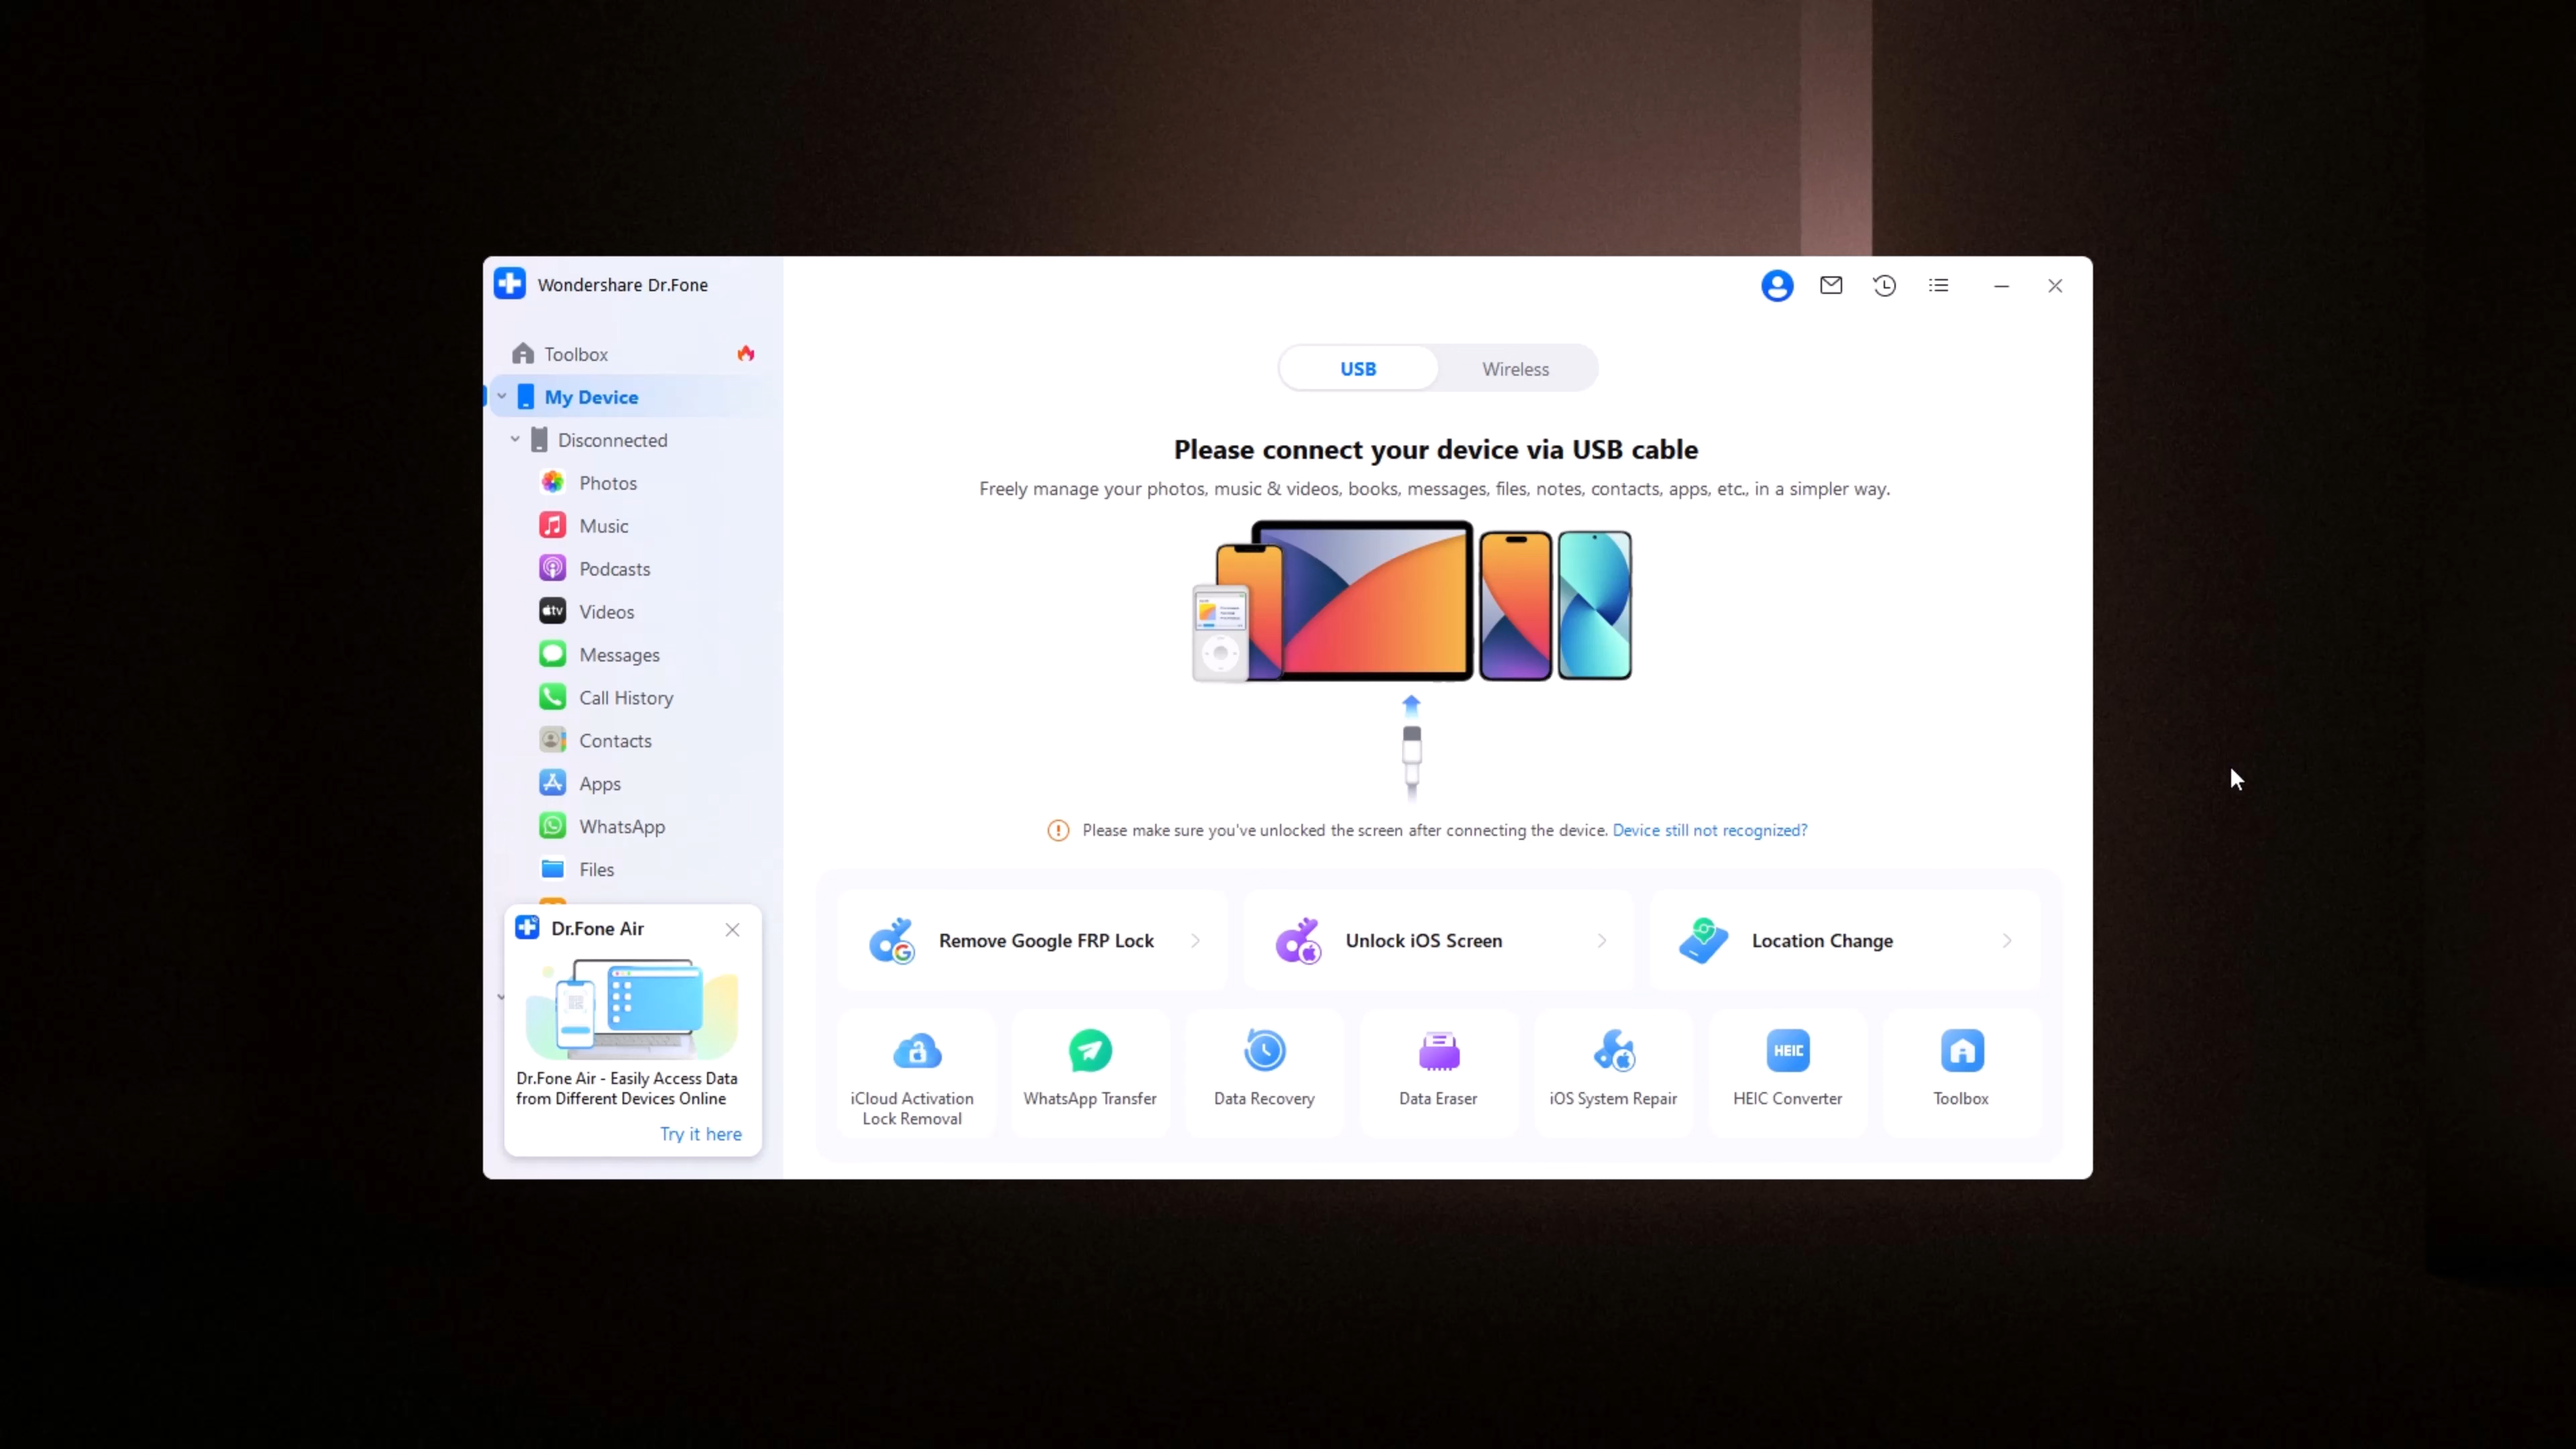 Wondershare Dr.Fone
Toolbox
My Device
Disconnected
Photos
Music
Podcasts
Videos
Messages
Call History
Contacts
Apps
WhatsApp
Files
Dr.Fone Air
Dr.Fone Air - Easily Access Data
from Different Devices Online
Try it here
USB
Wireless
Please connect your device via USB cable
Freely manage your photos, music & videos, books, messages, files, notes, contacts, apps, etc., in a simpler way.
Please make sure you've unlocked the screen after connecting the device. Device still not recognized?
Remove Google FRP Lock
Unlock iOS Screen
Location Change
iCloud Activation
Lock Removal
WhatsApp Transfer
Data Recovery
Data Eraser
iOS System Repair
HEIC
HEIC Converter
Toolbox